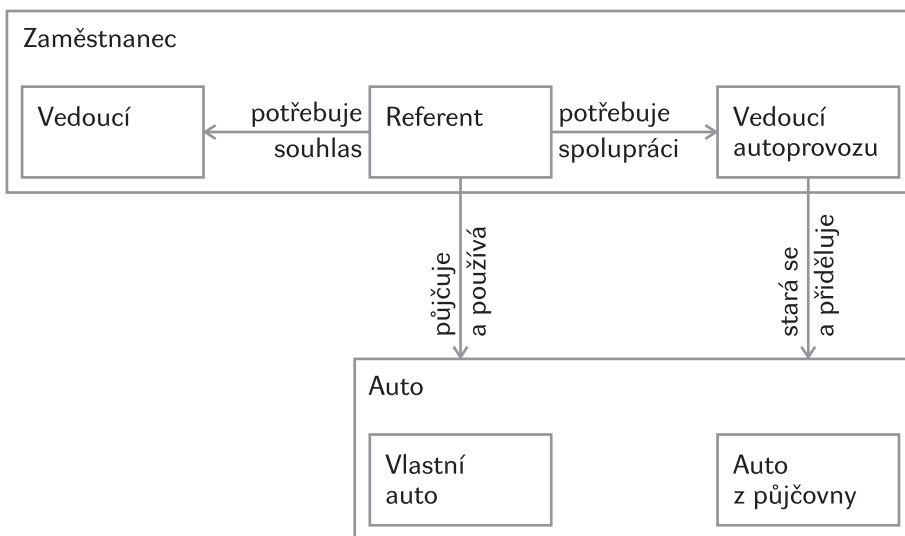 Zaměstnanec
Vedoucí
potřebuje
souhlas
Referent
potřebuje
spolupráci
Vedoucí
autoprovozu
půjčuje
a používá
stará se
a přiděluje
Auto
Vlastní
auto
Auto
z půjčovny